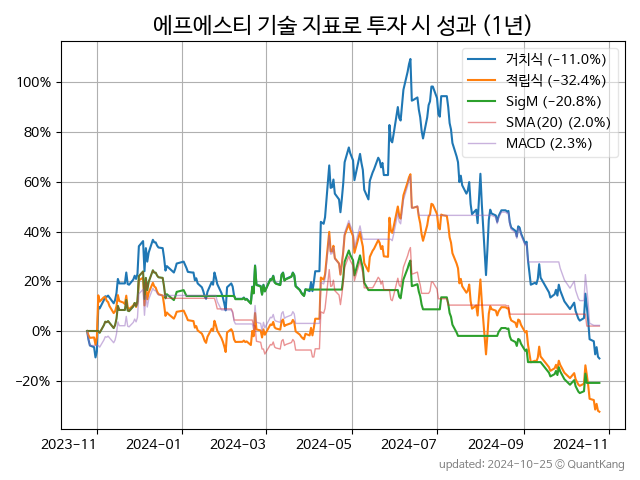 에프에스티 기술 지표로 투자 시 성과 (1년)
거치식 (−11.0%)
적립식 (−32.4%)
SigM (−20.8%)
SMA(20) (2.0%)
MACD (2.3%)
100%
80%
60%
40%
20%
0%
−20%
2023-11 2024-01 2024-03 2024-05 2024-07 2024-09 2024-11
updated: 2024-10-25 © QuantKang